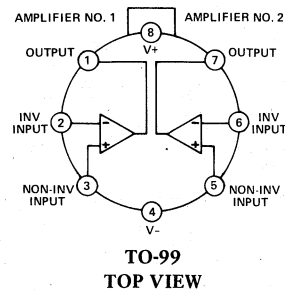 AMPLIFIER NO. 1
AMPLIFIER NO. 2
8
V+
OUTPUT
1
7
OUTPUT
INV
INPUT
2
-
+
-
+
6
INV
INPUT
3
NON-INV
INPUT
5
NON-INV
INPUT
4
V-
TO-99
TOP VIEW